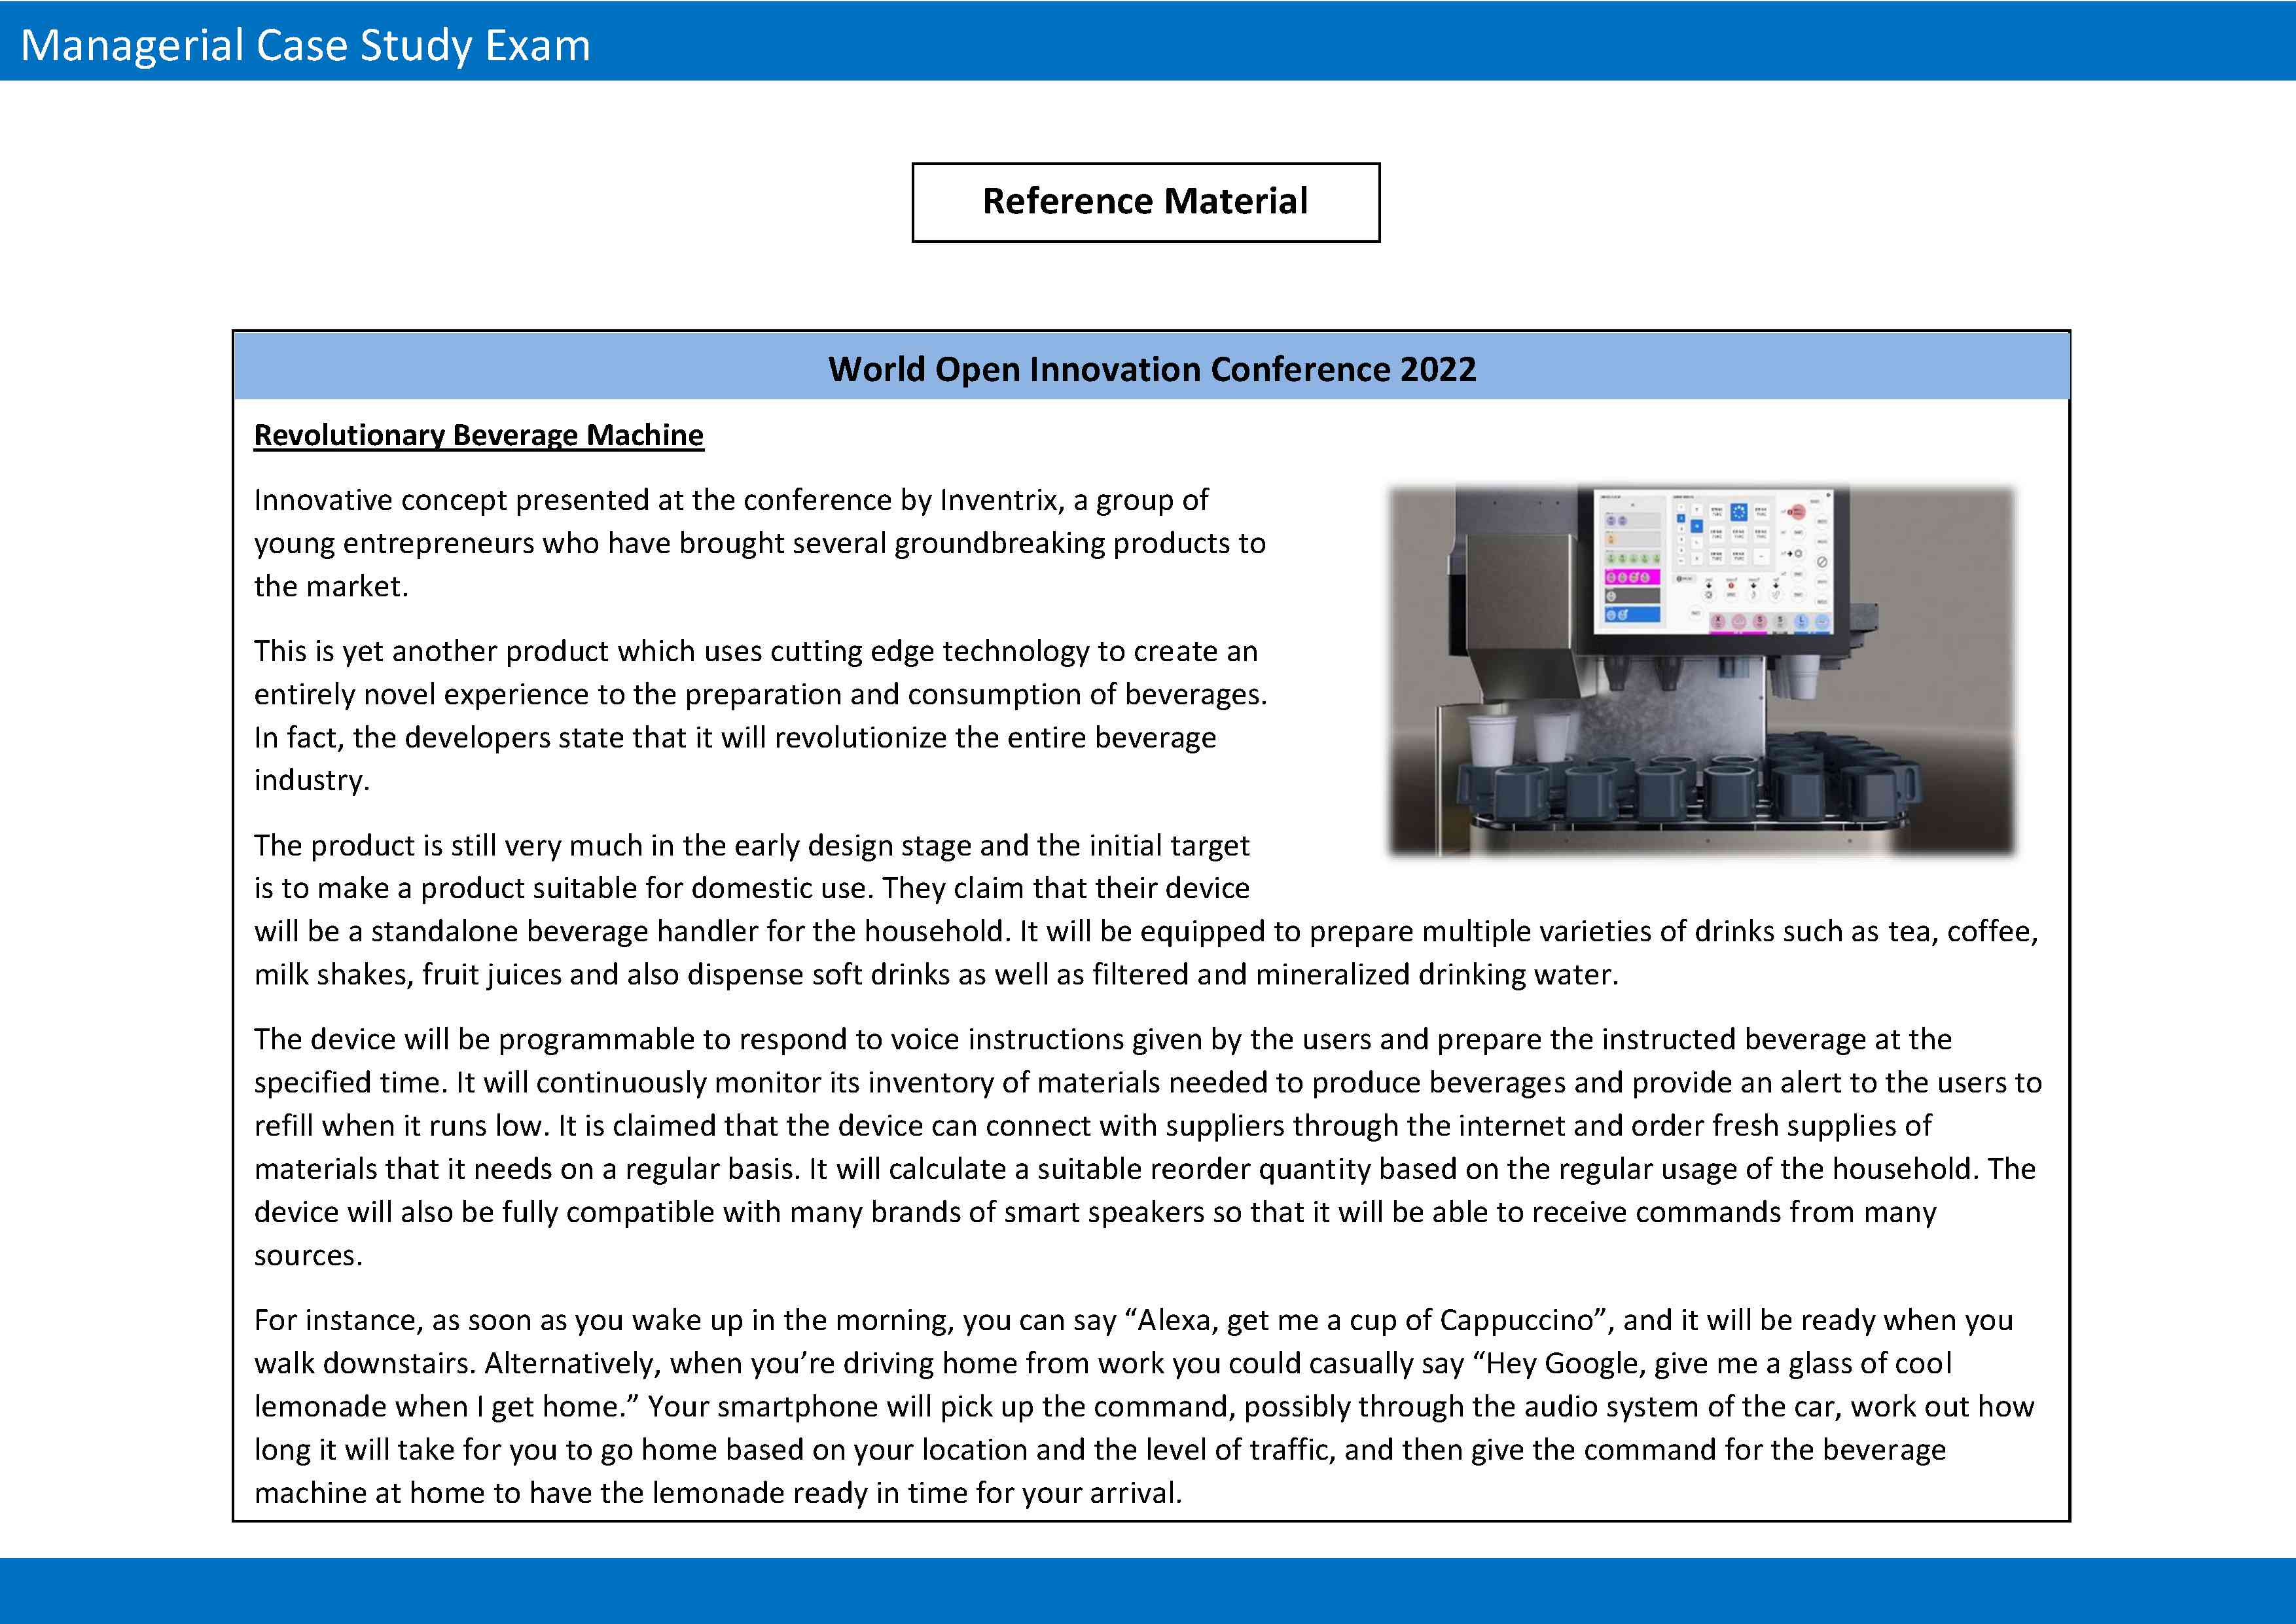 Managerial Case Study Exam
Reference Material
World Open Innovation Conference 2022
Revolutionary Beverage Machine
Innovative concept presented at the conference by Inventrix, a group of
young entrepreneurs who have brought several groundbreaking products to
the market.
This is yet another product which uses cutting edge technology to create an
entirely novel experience to the preparation and consumption of beverages.
In fact, the developers state that it will revolutionize the entire beverage
industry.
The product is still very much in the early design stage and the initial target
is to make a product suitable for domestic use. They claim that their device
will be a standalone beverage handler for the household. It will be equipped to prepare multiple varieties of drinks such as tea, coffee,
milk shakes, fruit juices and also dispense soft drinks as well as filtered and mineralized drinking water.
The device will be programmable to respond to voice instructions given by the users and prepare the instructed beverage at the
specified time. It will continuously monitor its inventory of materials needed to produce beverages and provide an alert to the users to
refill when it runs low. It is claimed that the device can connect with suppliers through the internet and order fresh supplies of
materials that it needs on a regular basis. It will calculate a suitable reorder quantity based on the regular usage of the household. The
device will also be fully compatible with many brands of smart speakers so that it will be able to receive commands from many
sources.
For instance, as soon as you wake up in the morning, you can say “Alexa, get me a cup of Cappuccino”, and it will be ready when you
walk downstairs. Alternatively, when you’re driving home from work you could casually say “Hey Google, give me a glass of cool
lemonade when I get home.” Your smartphone will pick up the command, possibly through the audio system of the car, work out how
long it will take for you to go home based on your location and the level of traffic, and then give the command for the beverage
machine at home to have the lemonade ready in time for your arrival.